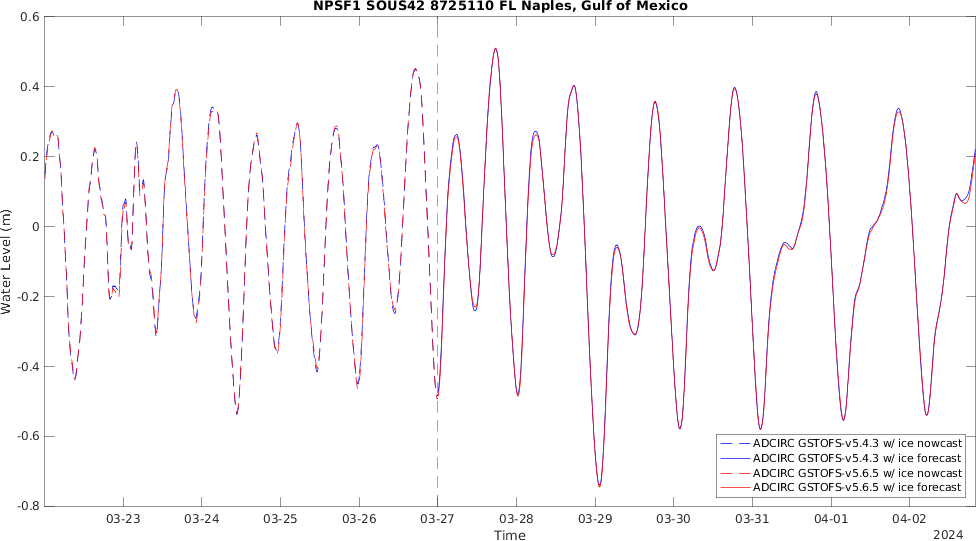 NPSF1 SOUS42 8725110 FL Naples, Gulf of Mexico
0.6
0.4
0.2
0
-0.2
-0.4
-0.6
-0.8
Water Level (m)
03-23 03-24 03-25 03-26 03-27 03-28 03-29 03-30 03-31 04-01 04-02
Time
2024
ADCIRC GSTOFS-v5.4.3 w/ ice nowcast
ADCIRC GSTOFS-v5.4.3 w/ ice forecast
ADCIRC GSTOFS-v5.6.5 w/ ice nowcast
ADCIRC GSTOFS-v5.6.5 w/ ice forecast